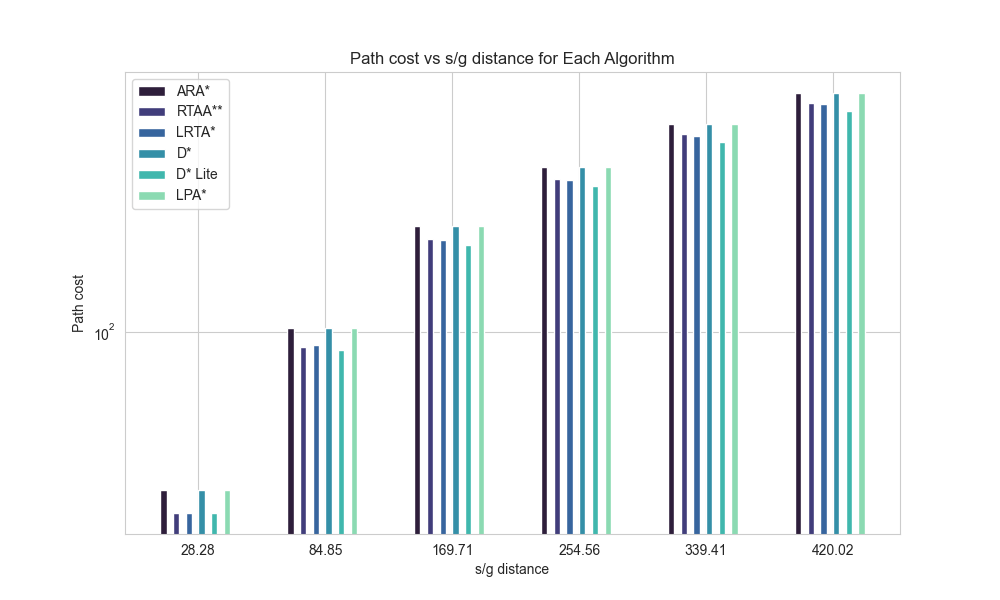 Path cost vs s/g distance for Each Algorithm
ARA*
RTAA**
LRTA*
D*
D* Lite
LPA*
Path cost
10²
28.28 84.85 169.71 254.56 339.41 420.02
s/g distance